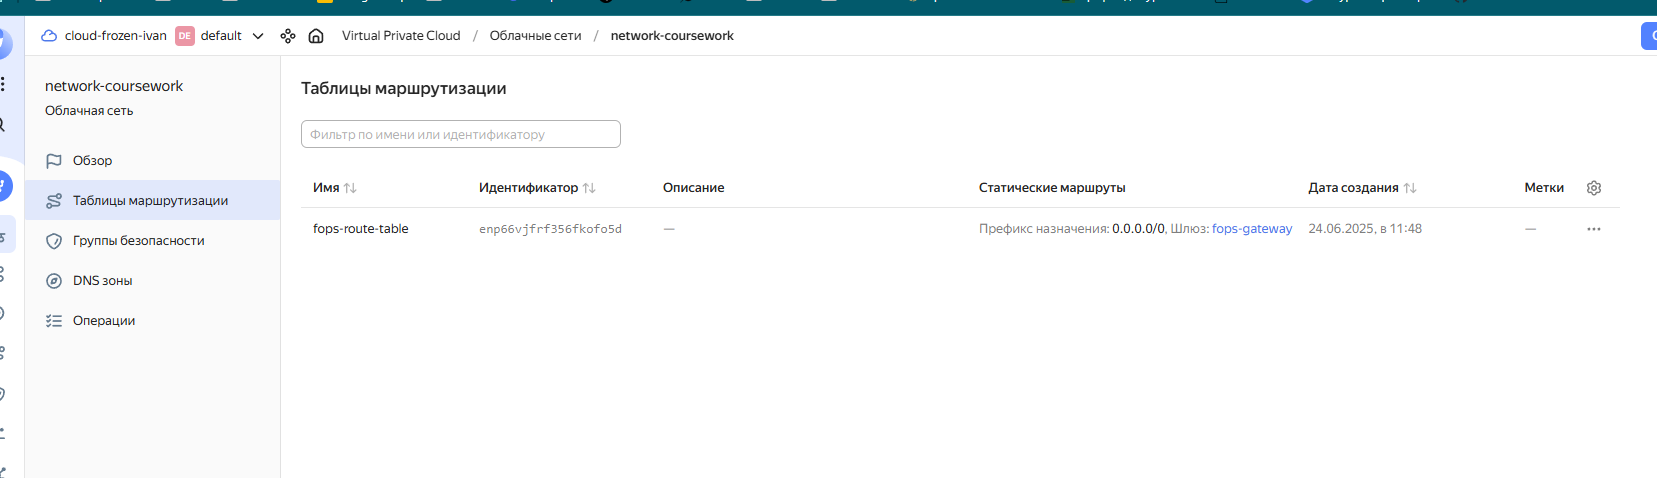 cloud-frozen-ivan DE default Virtual Private Cloud / Облачные сети / network-coursework
network-coursework
Облачная сеть
Обзор
Таблицы маршрутизации
Группы безопасности
DNS зоны
Операции
Таблицы маршрутизации
Фильтр по имени или идентификатору
Имя Идентификатор Описание Статические маршруты Дата создания Метки
fops-route-table enp66vjfrf356fkofo5d — Префикс назначения: 0.0.0.0/0, Шлюз: fops-gateway 24.06.2025, в 11:48 —